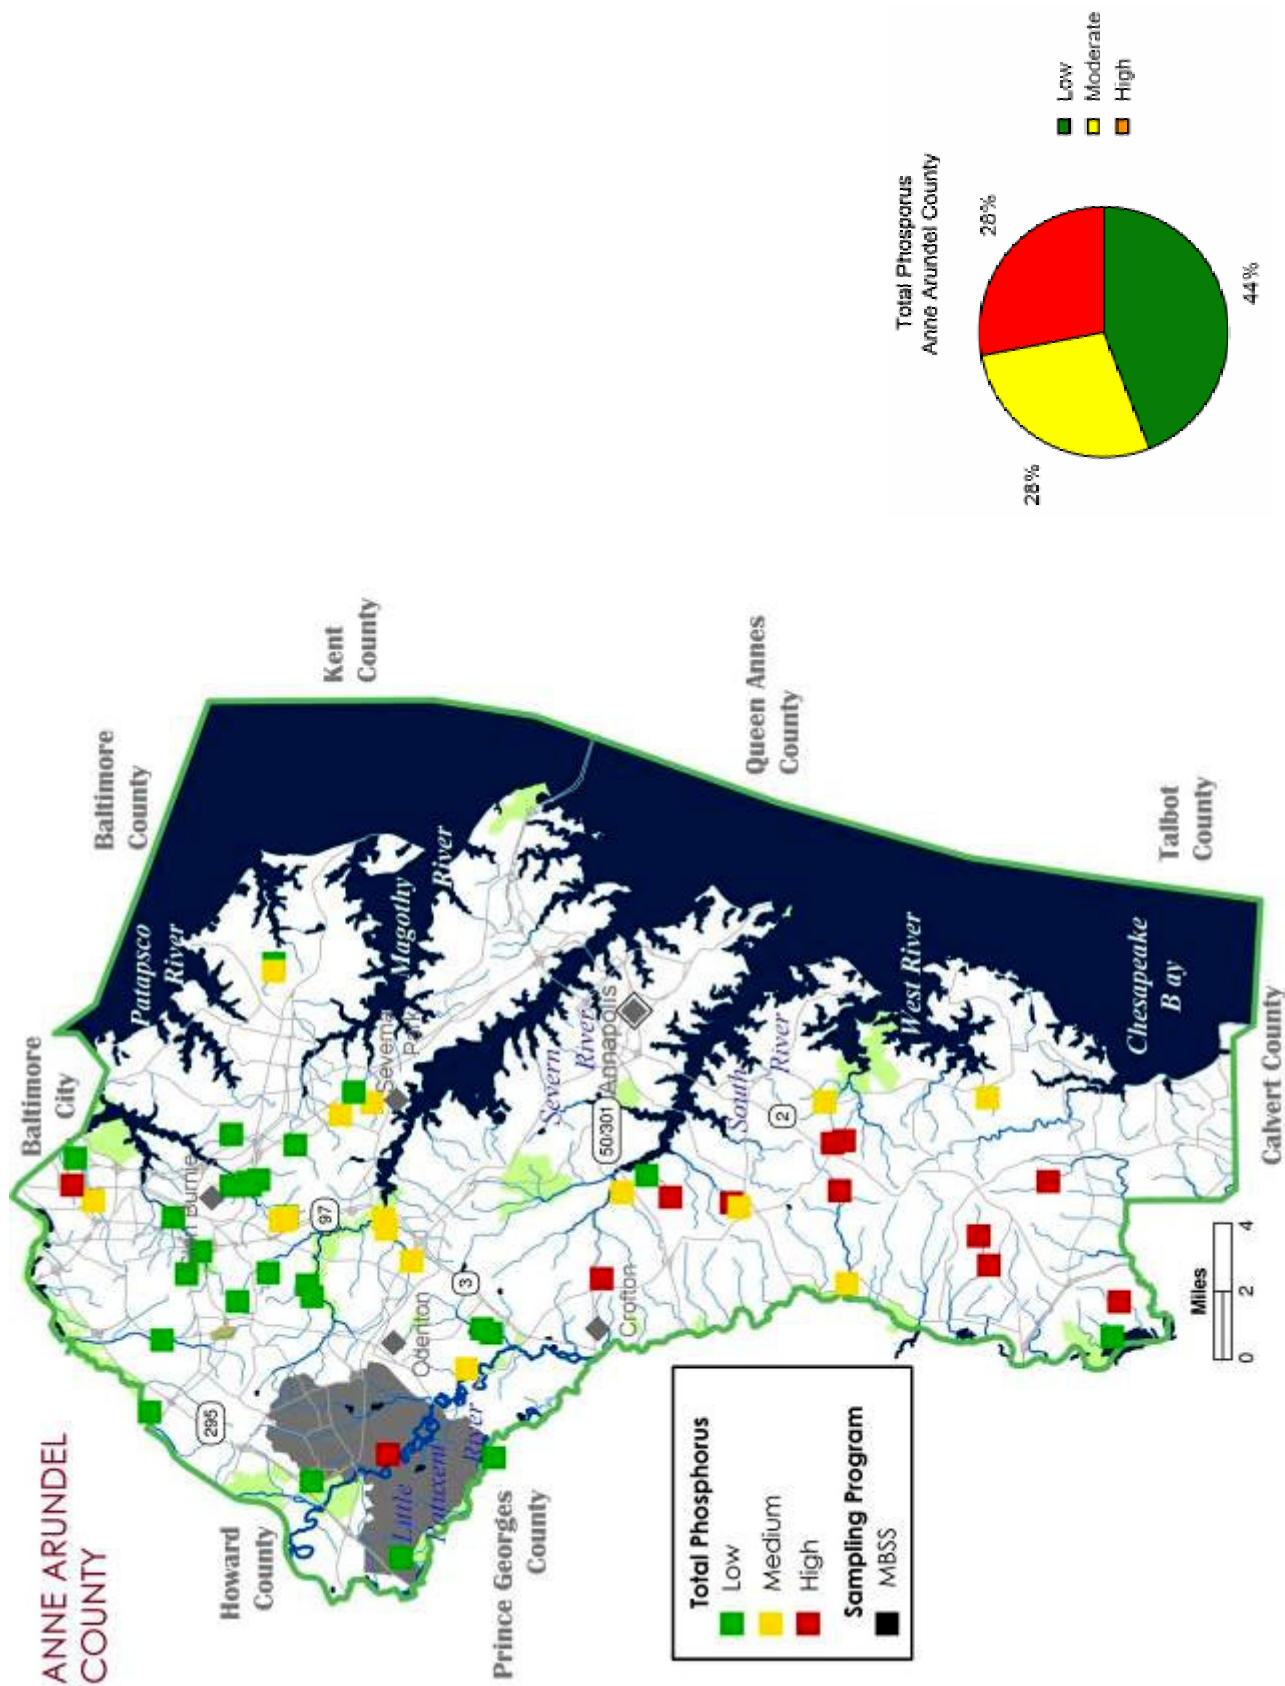 ANNE ARUNDEL
COUNTY
Baltimore
City
Baltimore
County
Kent
County
Queen Annes
County
Talbot
County
Calvert County
Prince Georges
County
Howard
County
Patapsco
River
Magothy
River
Severn
River
South
River
West River
Chesapeake
Bay
Little
Patuxent
River
Burnie
Severna
Park
Annapolis
Odenton
Crofton
295
97
3
50/301
2
Total Phosphorus
Low
Medium
High
Sampling Program
MBSS
Miles
0 2 4
Total Phosporus
Anne Arundel County
28%
28%
44%
Low
Moderate
High